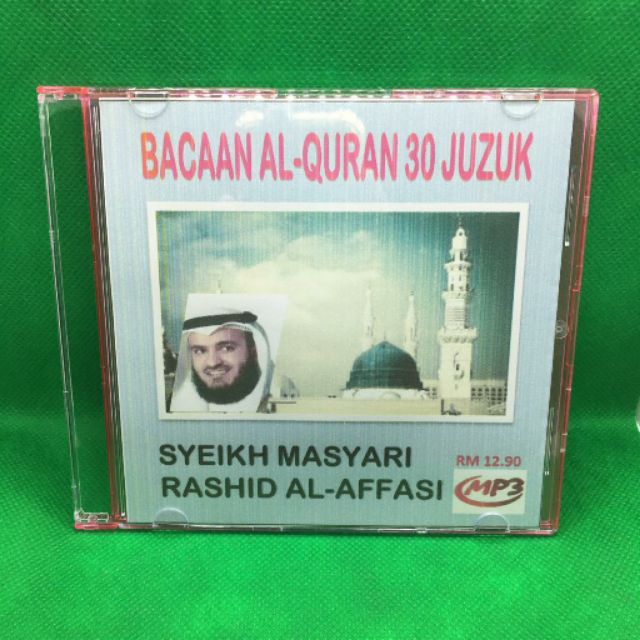 BACAAN AL-QURAN 30 JUZUK
SYEIKH MASYARI
RASHID AL-AFFASI
RM 12.90
MP3